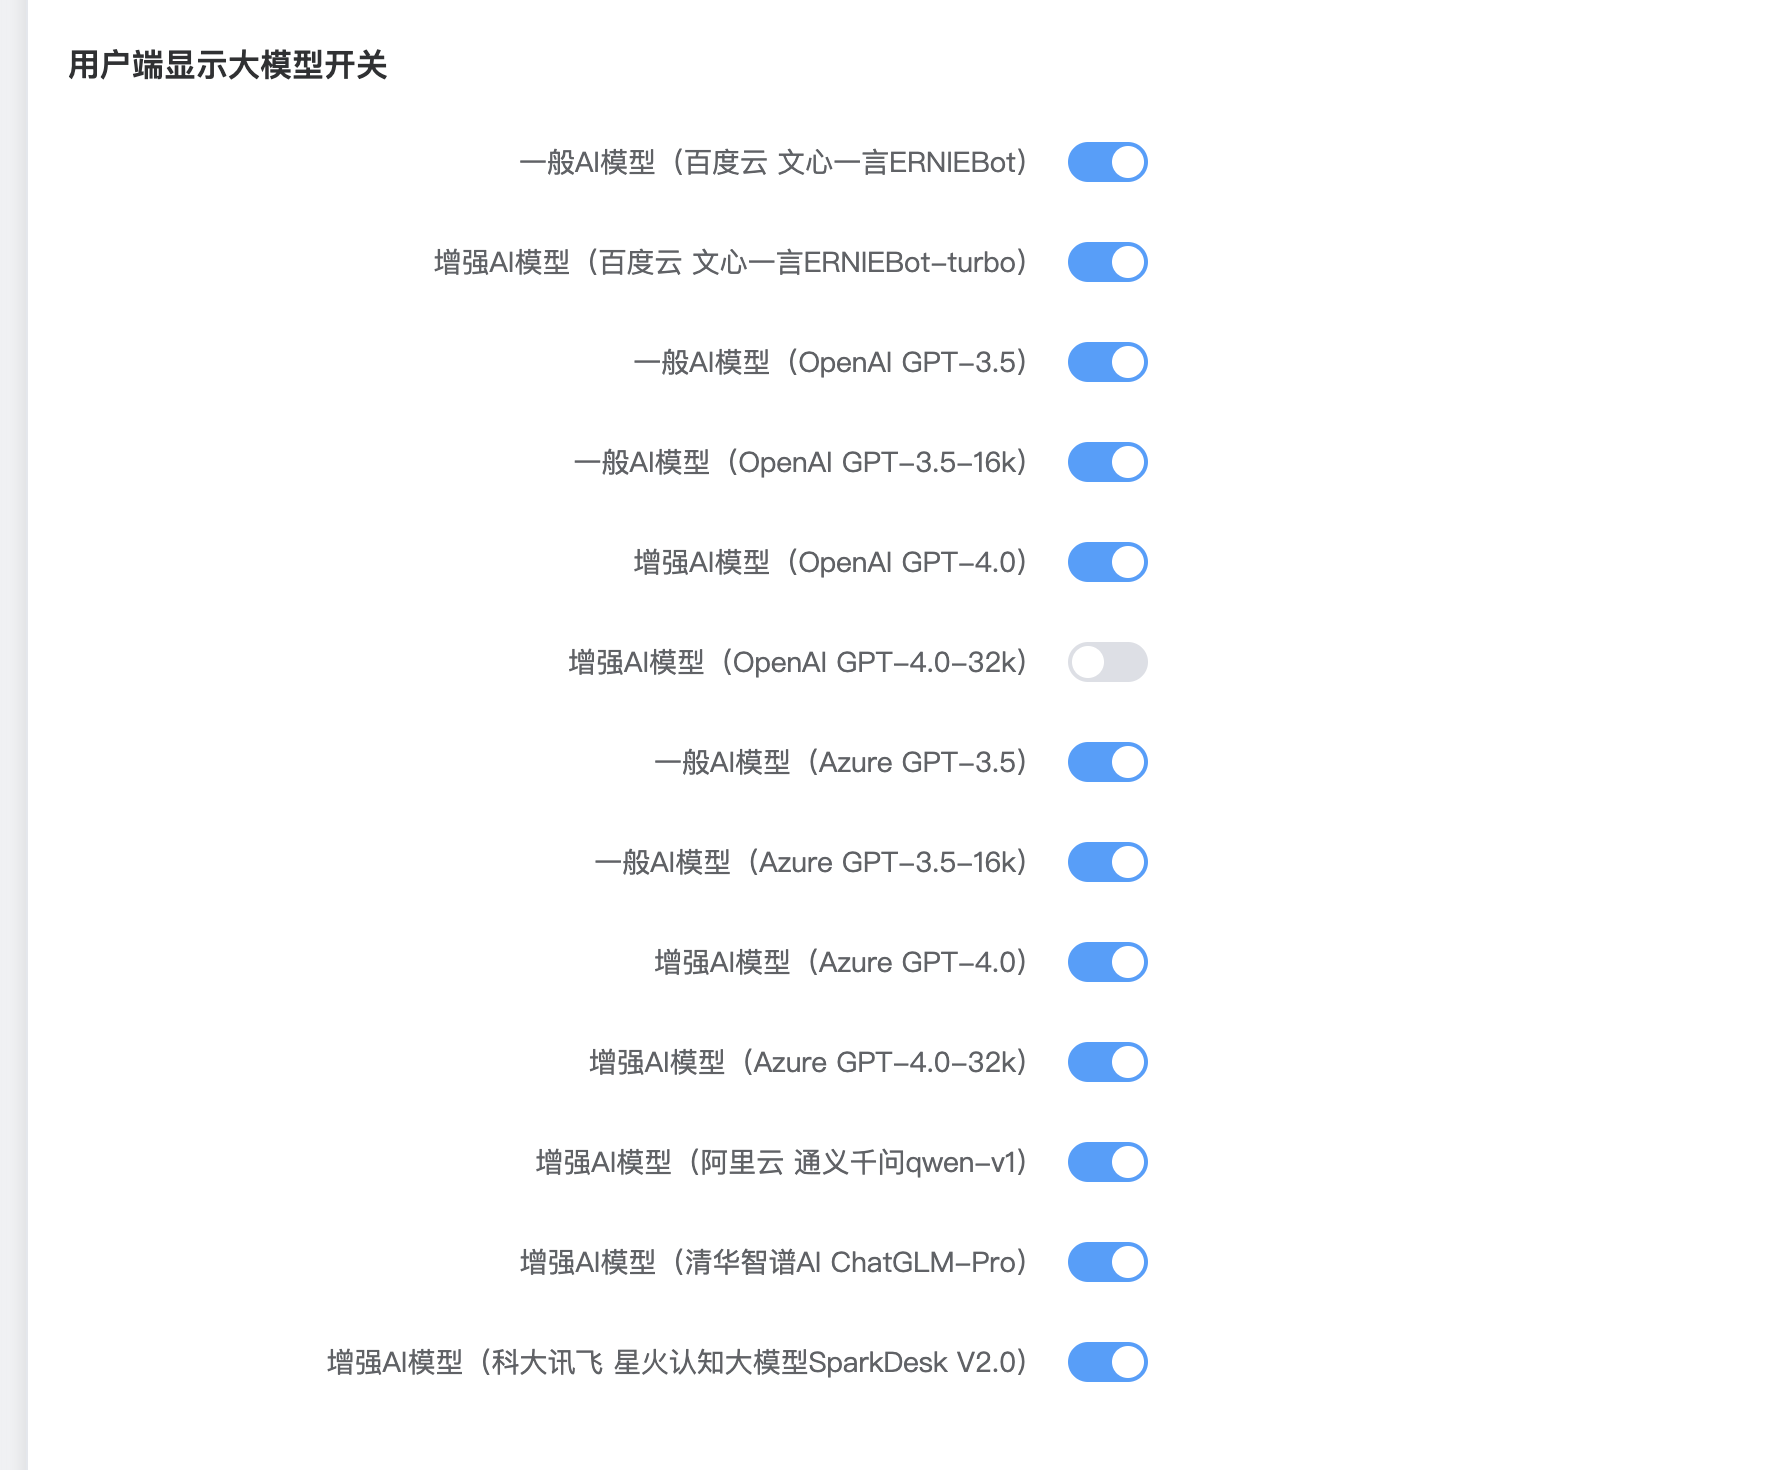 用户端显示大模型开关
一般AI模型（百度云 文心一言ERNIEBot）
增强AI模型（百度云 文心一言ERNIEBot-turbo）
一般AI模型（OpenAI GPT-3.5）
一般AI模型（OpenAI GPT-3.5-16k）
增强AI模型（OpenAI GPT-4.0）
增强AI模型（OpenAI GPT-4.0-32k）
一般AI模型（Azure GPT-3.5）
一般AI模型（Azure GPT-3.5-16k）
增强AI模型（Azure GPT-4.0）
增强AI模型（Azure GPT-4.0-32k）
增强AI模型（阿里云 通义千问qwen-v1）
增强AI模型（清华智谱AI ChatGLM-Pro）
增强AI模型（科大讯飞 星火认知大模型SparkDesk V2.0）